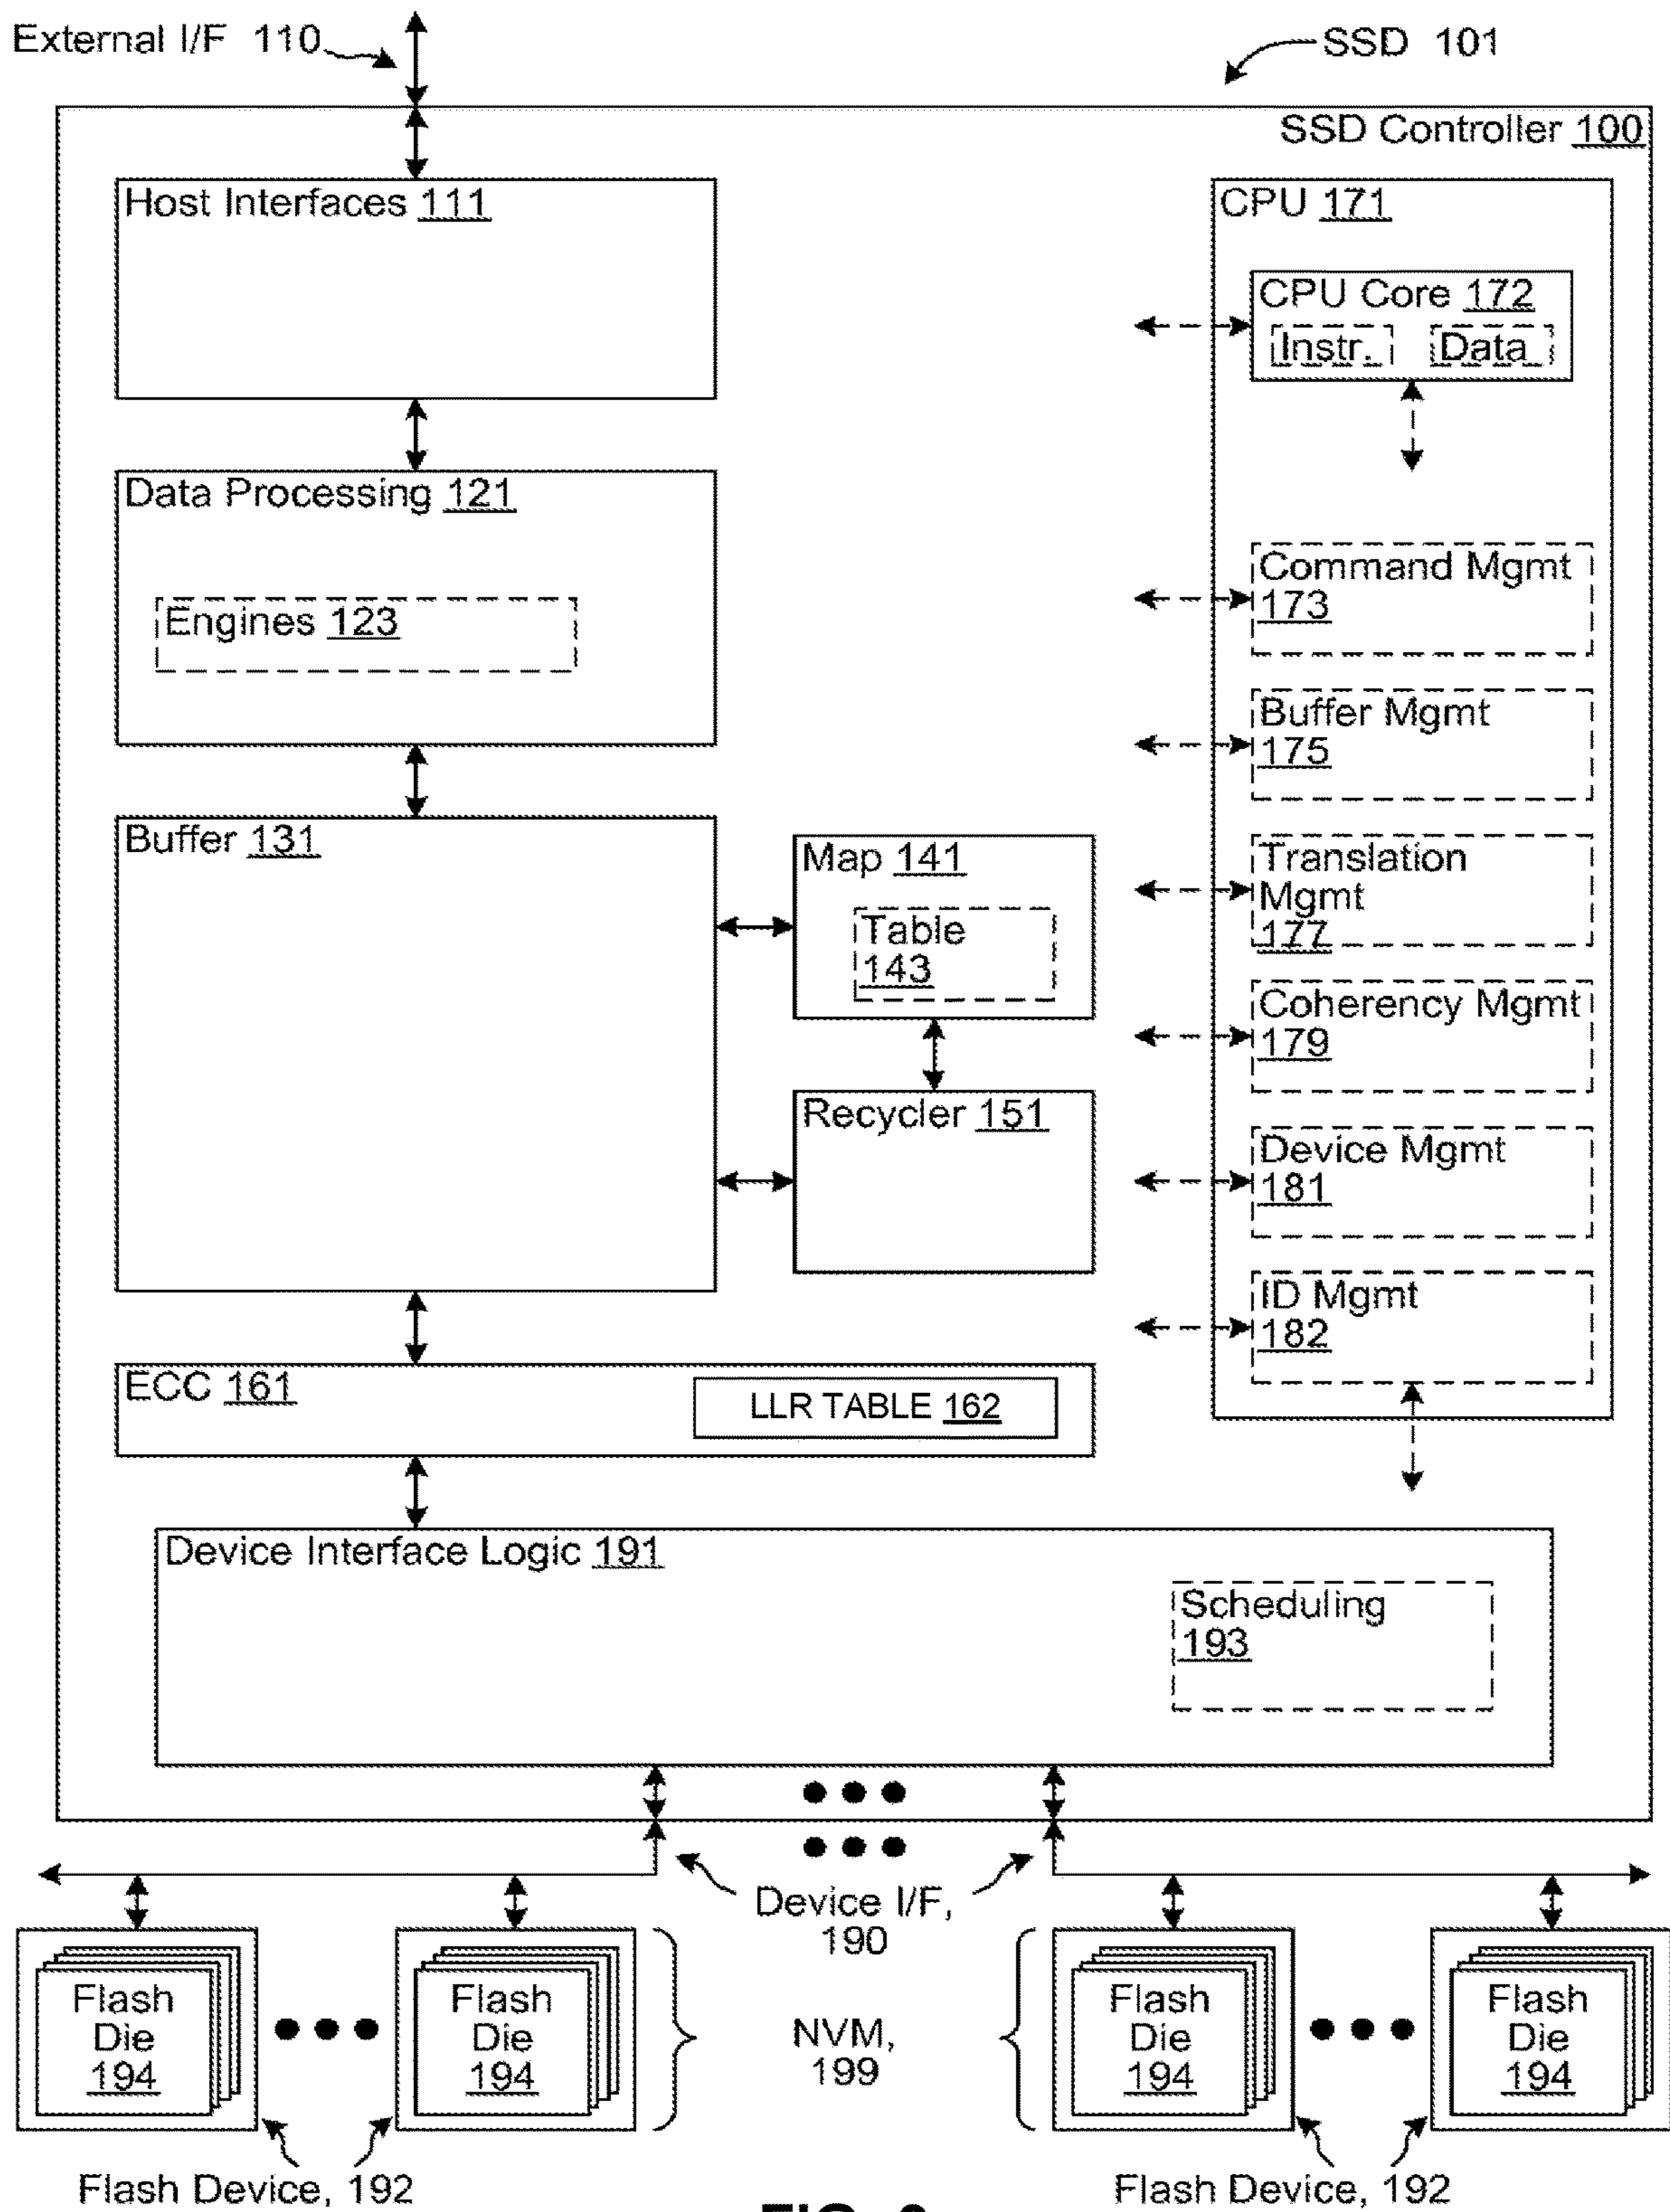 External I/F 110
SSD 101
SSD Controller 100
Host Interfaces 111
CPU 171
CPU Core 172
Instr. Data
Data Processing 121
Engines 123
Command Mgmt
173
Buffer Mgmt
175
Buffer 131
Map 141
Table
143
Translation
Mgmt
177
Coherency Mgmt
179
Recycler 151
Device Mgmt
181
ID Mgmt
182
ECC 161
LLR TABLE 162
Device Interface Logic 191
Scheduling
193
Device I/F,
190
Flash
Die
194
Flash
Die
194
NVM,
199
Flash
Die
194
Flash
Die
194
Flash Device, 192
Flash Device, 192